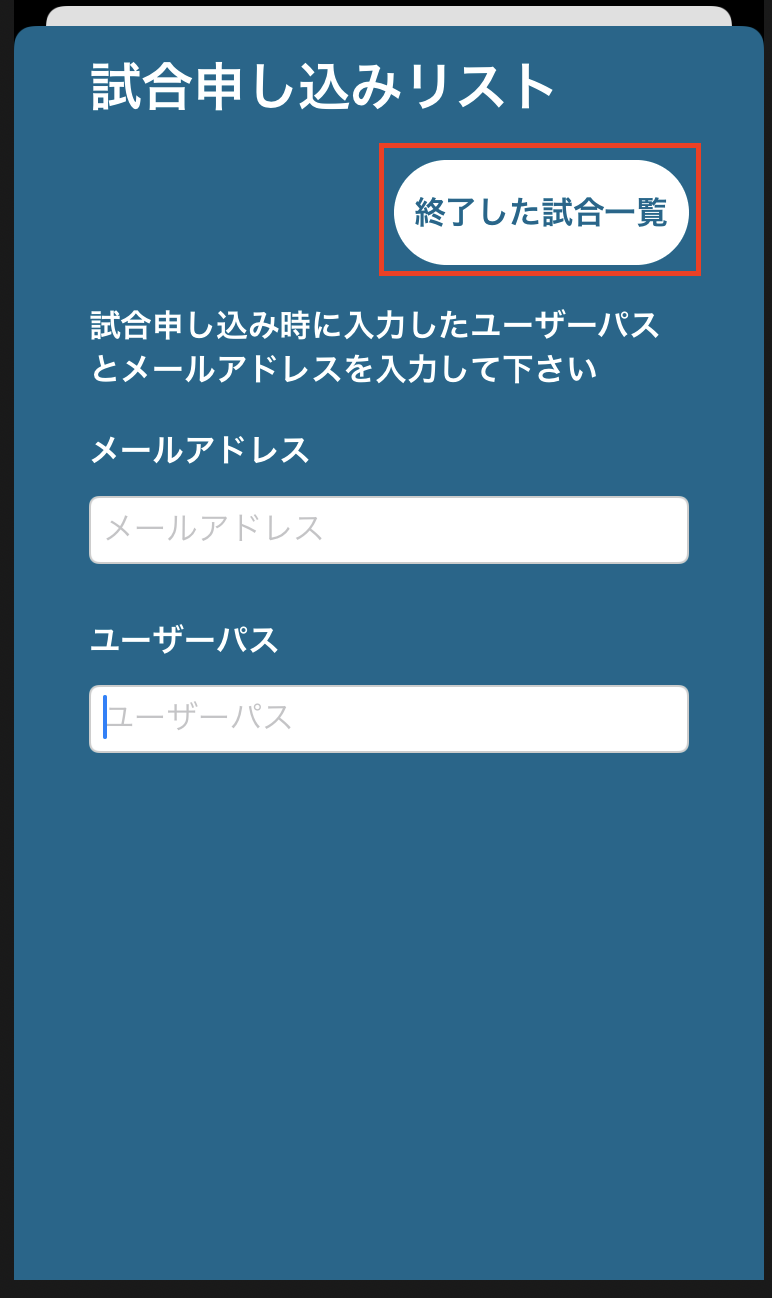 試合申し込みリスト
終了した試合一覧
試合申し込み時に入力したユーザーパス
とメールアドレスを入力して下さい
メールアドレス
メールアドレス
ユーザーパス
ユーザーパス